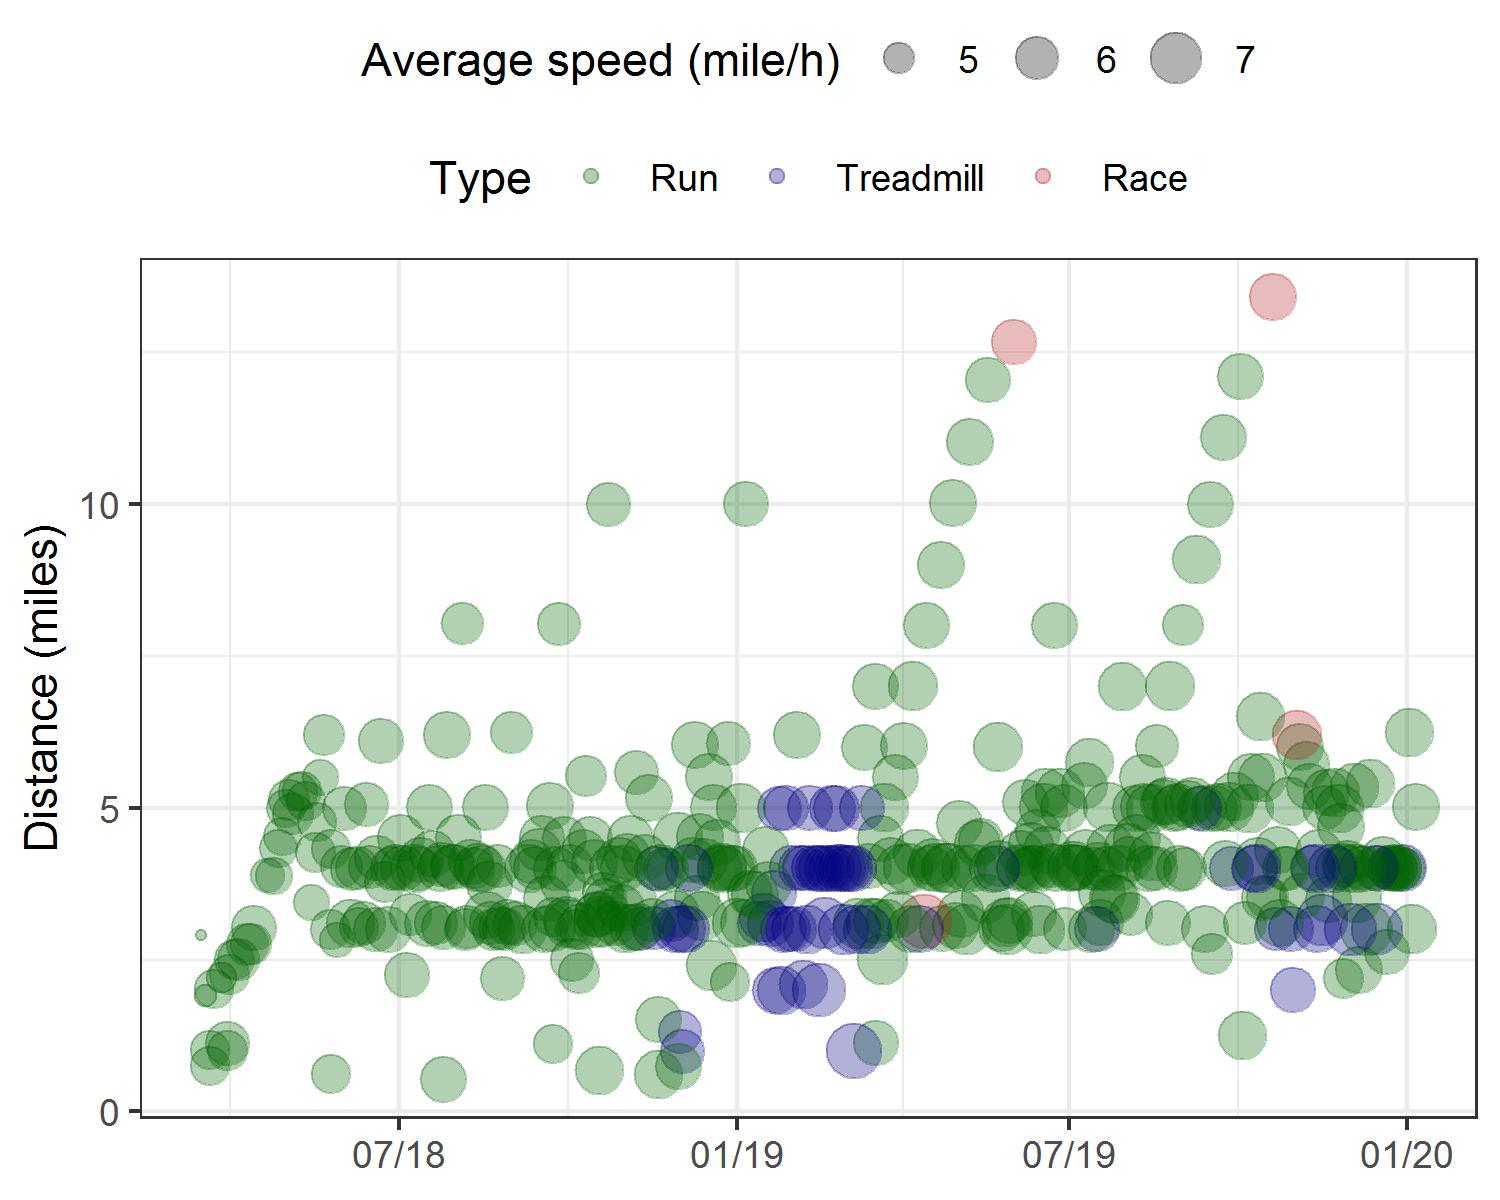 Average speed (mile/h) 5 6 7
Type Run Treadmill Race
Distance (miles)
10
5
0
07/18 01/19 07/19 01/20